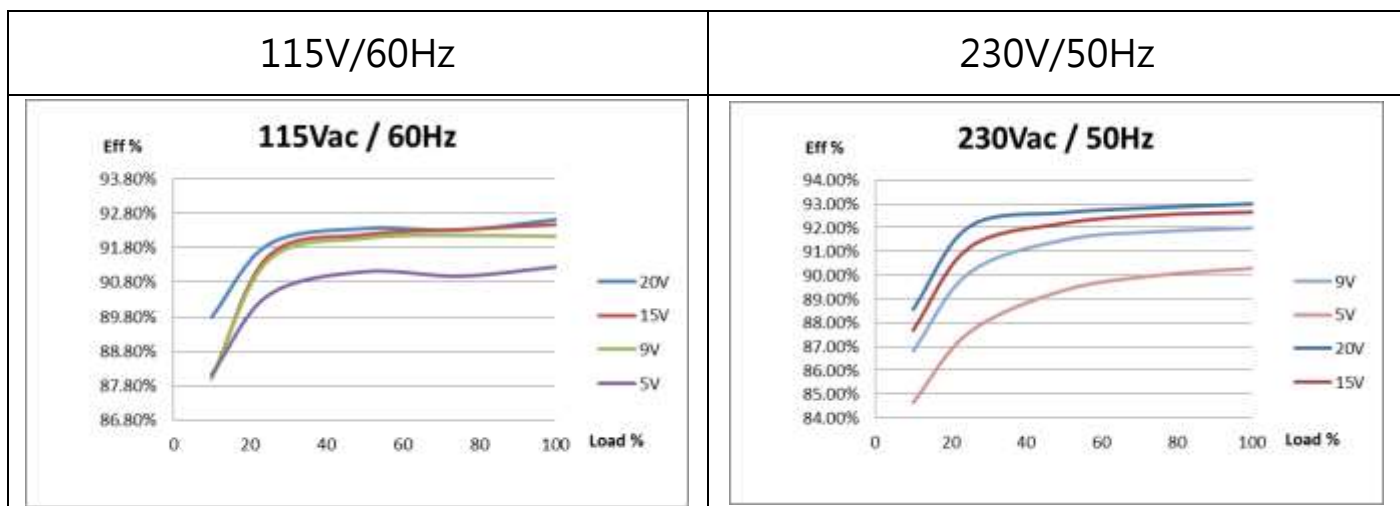 115V/60Hz
230V/50Hz
115Vac / 60Hz
Eff %
93.80%
92.80%
91.80%
90.80%
89.80%
88.80%
87.80%
86.80%
0 20 40 60 80 100 Load %
20V
15V
9V
5V
230Vac / 50Hz
Eff %
94.00%
93.00%
92.00%
91.00%
90.00%
89.00%
88.00%
87.00%
86.00%
85.00%
84.00%
0 20 40 60 80 100 Load %
9V
5V
20V
15V